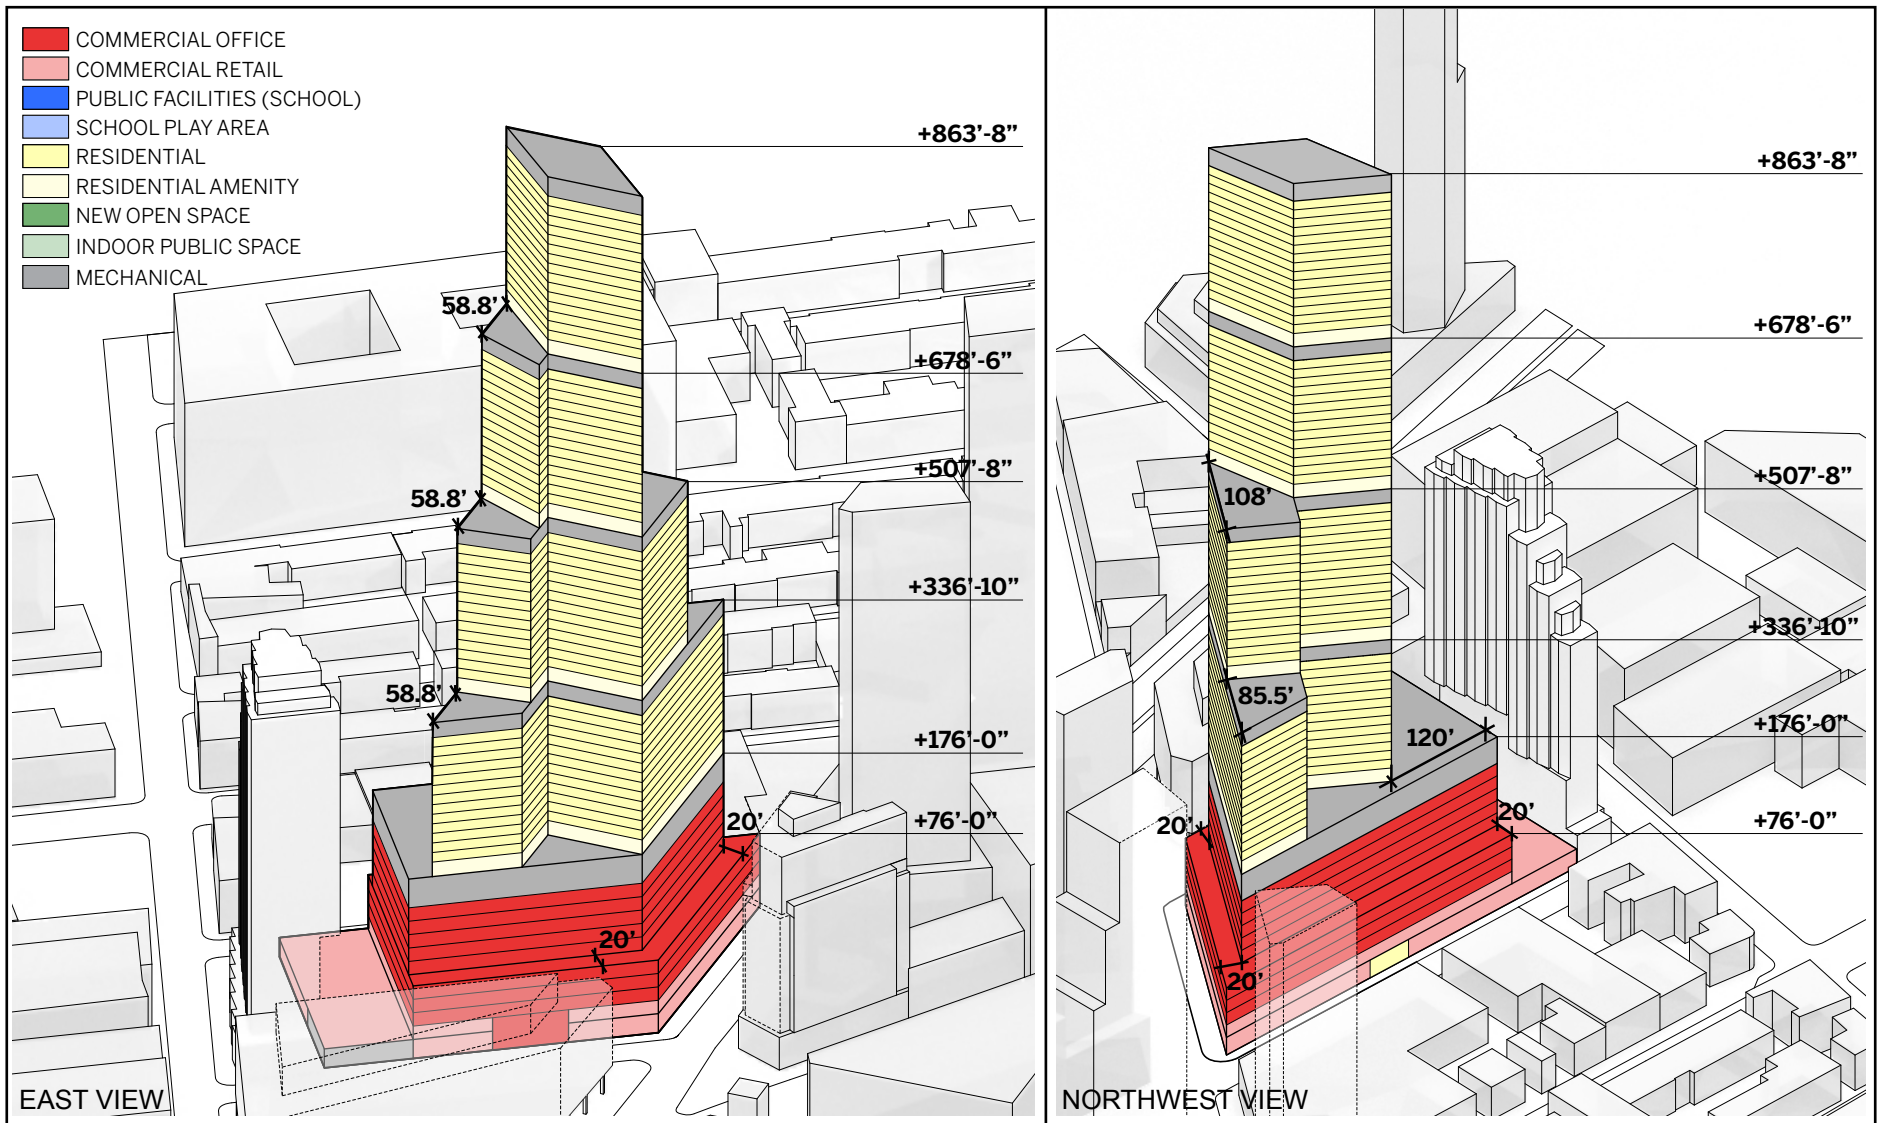 COMMERCIAL OFFICE
COMMERCIAL RETAIL
PUBLIC FACILITIES (SCHOOL)
SCHOOL PLAY AREA
RESIDENTIAL
RESIDENTIAL AMENITY
NEW OPEN SPACE
INDOOR PUBLIC SPACE
MECHANICAL
+863’-8”
58.8’
+678’-6”
+507’-8”
58.8’
+336’-10”
58.8’
+176’-0”
20’
+76’-0”
20’
EAST VIEW
+863’-8”
+678’-6”
+507’-8”
108’
+336’-10”
85.5’
+176’-0”
120’
20’
20’
+76’-0”
20’
NORTHWEST VIEW